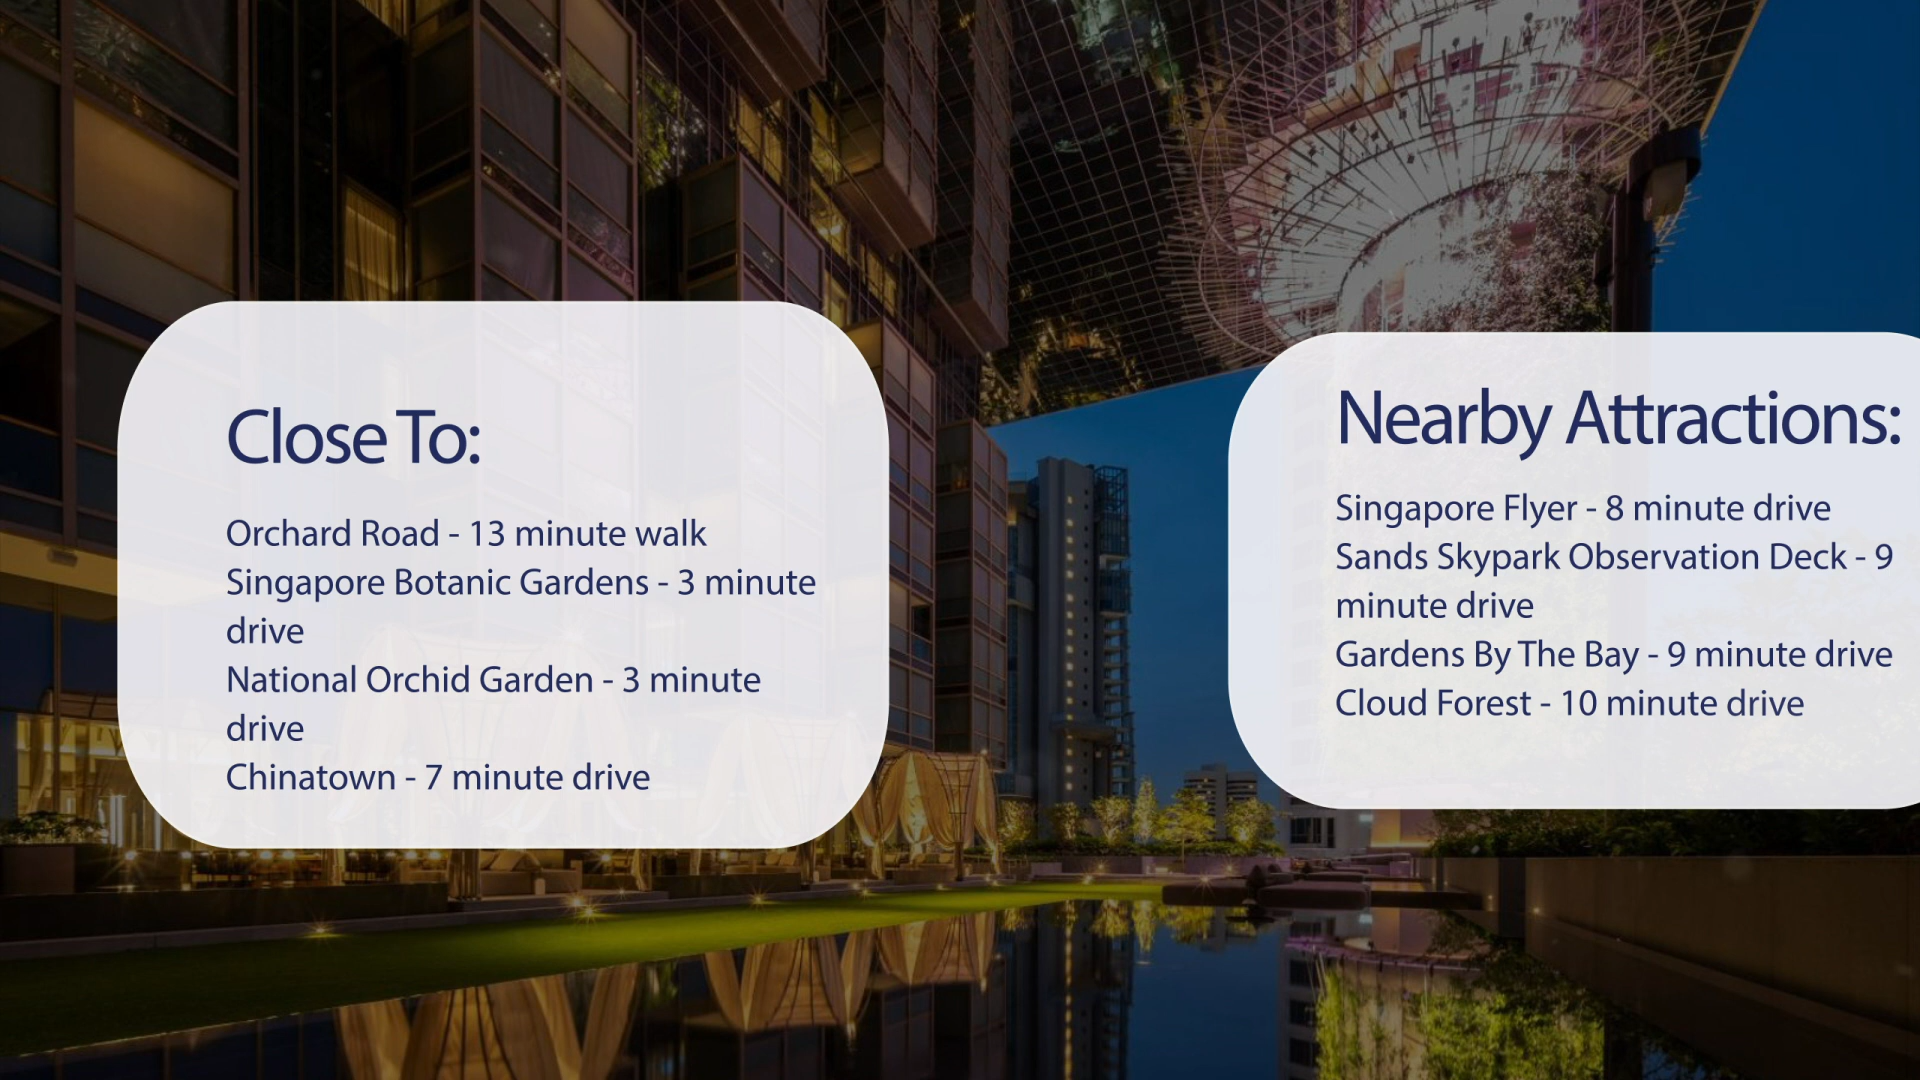 Close To:
Orchard Road - 13 minute walk
Singapore Botanic Gardens - 3 minute
drive
National Orchid Garden - 3 minute
drive
Chinatown - 7 minute drive
Nearby Attractions:
Singapore Flyer - 8 minute drive
Sands Skypark Observation Deck - 9
minute drive
Gardens By The Bay - 9 minute drive
Cloud Forest - 10 minute drive